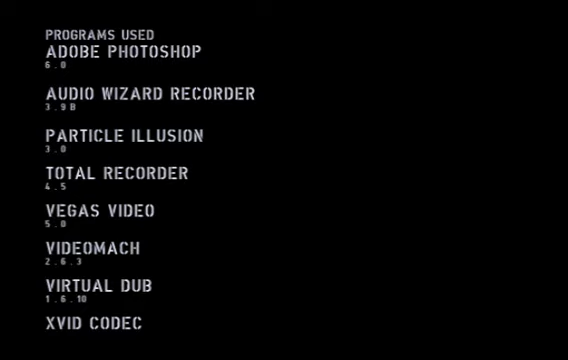 PROGRAMS USED
ADOBE PHOTOSHOP
6.0
AUDIO WIZARD RECORDER
3.9B
PARTICLE ILLUSION
3.0
TOTAL RECORDER
4.5
VEGAS VIDEO
5.0
VIDEOMACH
2.6.3
VIRTUAL DUB
1.6.10
XVID CODEC